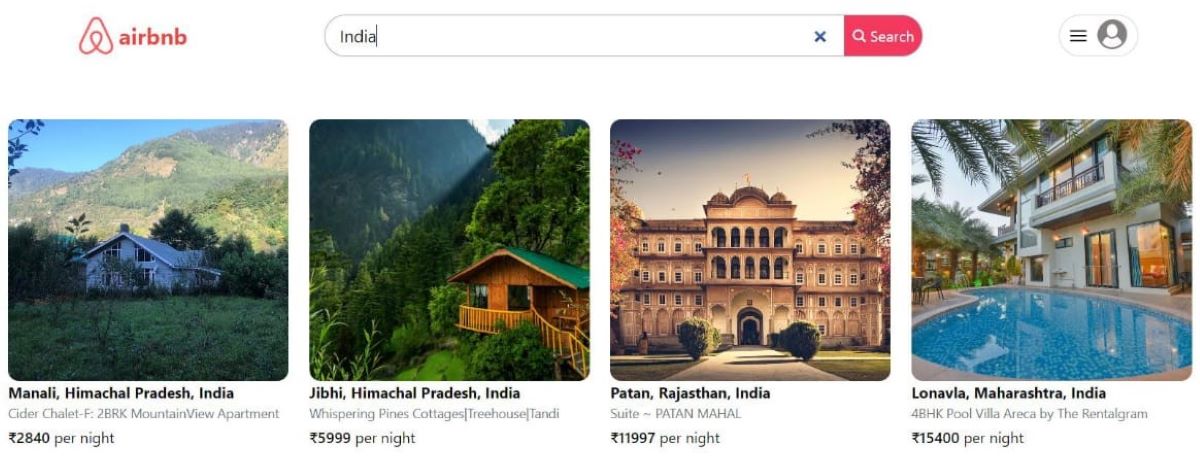 airbnb
India
× Search
Manali, Himachal Pradesh, India
Cider Chalet-F: 2BRK MountainView Apartment
₹2840 per night
Jibhi, Himachal Pradesh, India
Whispering Pines Cottages|Treehouse|Tandi
₹5999 per night
Patan, Rajasthan, India
Suite ~ PATAN MAHAL
₹11997 per night
Lonavla, Maharashtra, India
4BHK Pool Villa Areca by The Rentalgram
₹15400 per night